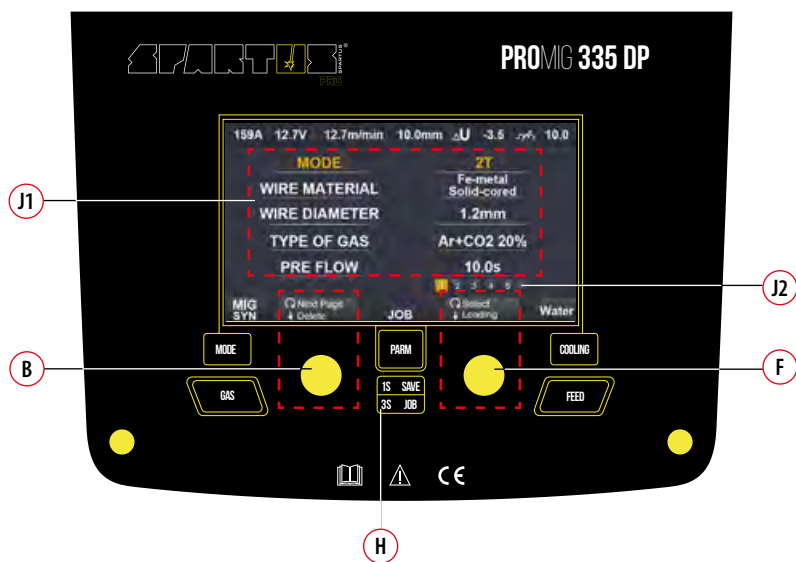 SPARTUS®
SPARTUS
PRO
PROMIG 335 DP
159A 12.7V 12.7m/min 10.0mm △U -3.5 10.0
MODE 2T
WIRE MATERIAL Fe-metal
Solid-cored
WIRE DIAMETER 1.2mm
TYPE OF GAS Ar+CO2 20%
PRE FLOW 10.0s
1 2 3 4 5
MIG
SYN
Next Page
Delete
JOB
Select
Loading
Water
MODE
PARM
COOLING
GAS
1S SAVE
3S JOB
FEED
CE
J1
J2
B
F
H